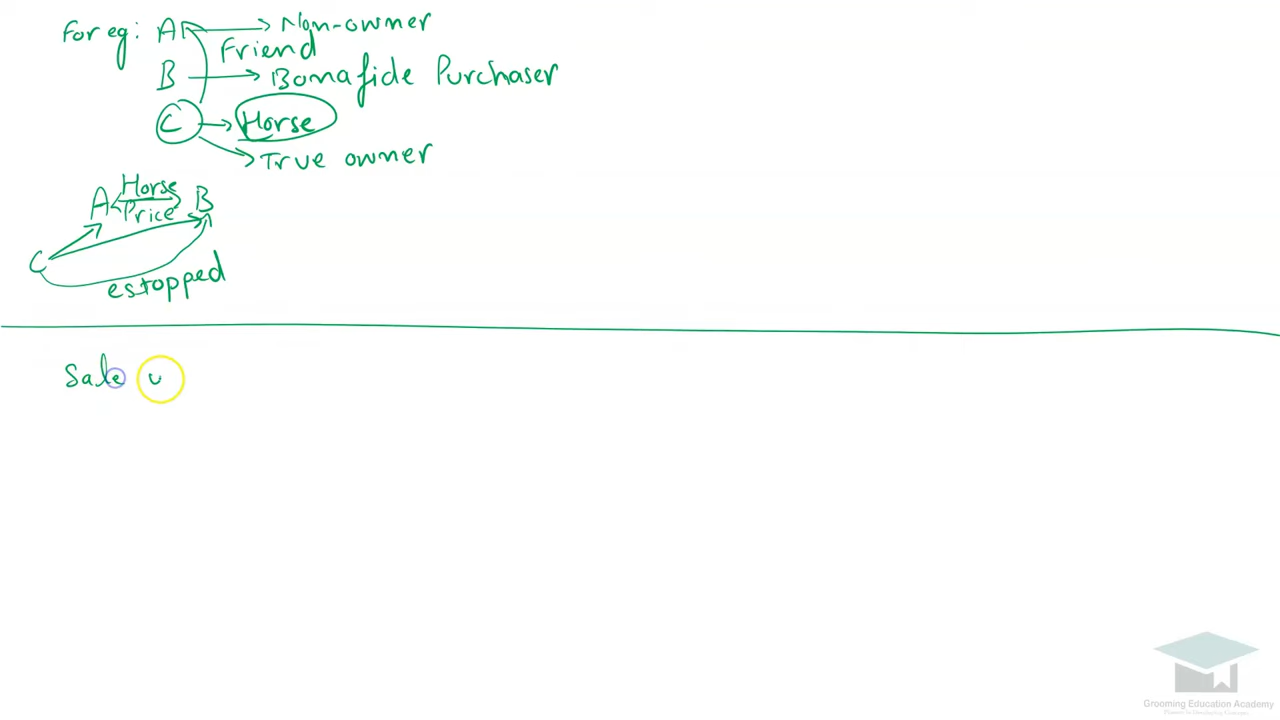 For eg: A → Non-owner
Friend
B → Bonafide Purchaser
C → Horse
True owner
Horse
A B
Price
C
estopped
Sale
Grooming Education Academy